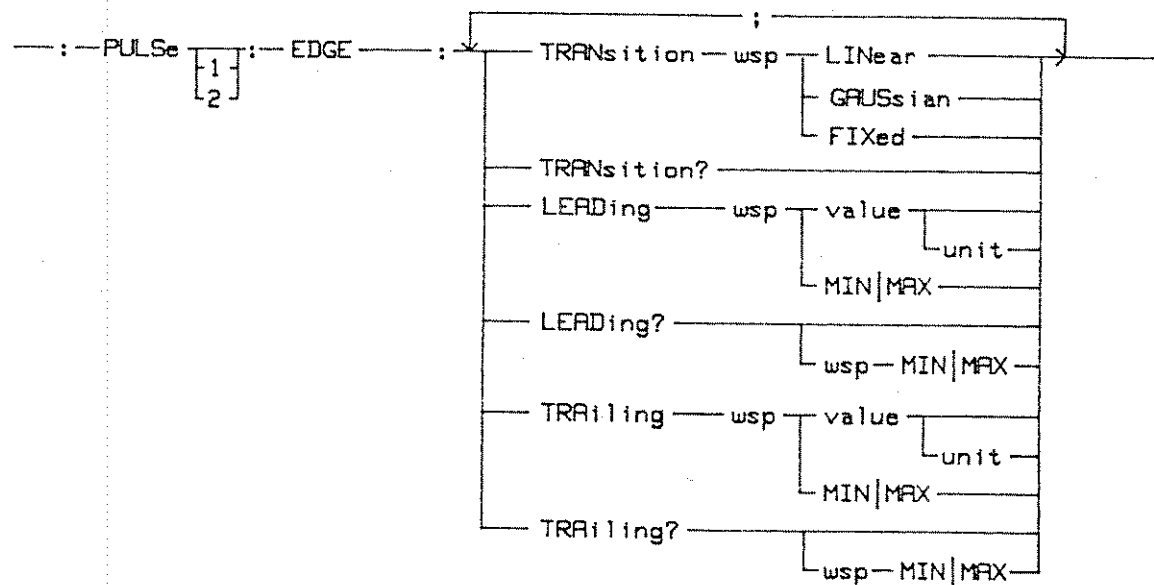 ;
: PULSe 1 2 : EDGE : TRANsition wsp LINear
GAUSsian
FIXed
TRANsition?
LEADing wsp value
unit
MIN|MAX
LEADing?
wsp MIN|MAX
TRAiling wsp value
unit
MIN|MAX
TRAiling?
wsp MIN|MAX